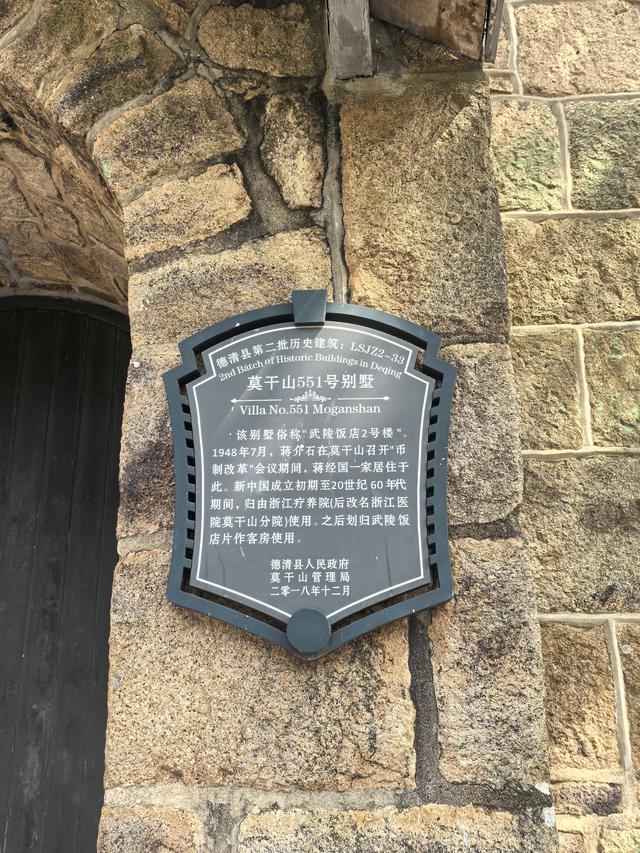 德清县第二批历史建筑：LSJZ2-33
2nd Batch of Historic Buildings in Deqing
莫干山551号别墅
Villa No.551 Moganshan
该别墅俗称"武陵饭店2号楼"。
1948年7月，蒋介石在莫干山召开"币
制改革"会议期间，蒋经国一家居住于
此。新中国成立初期至20世纪60年代
期间，归由浙江疗养院(后改名浙江医
院莫干山分院)使用。之后划归武陵饭
店片作客房使用。
德清县人民政府
莫干山管理局
二零一八年十二月